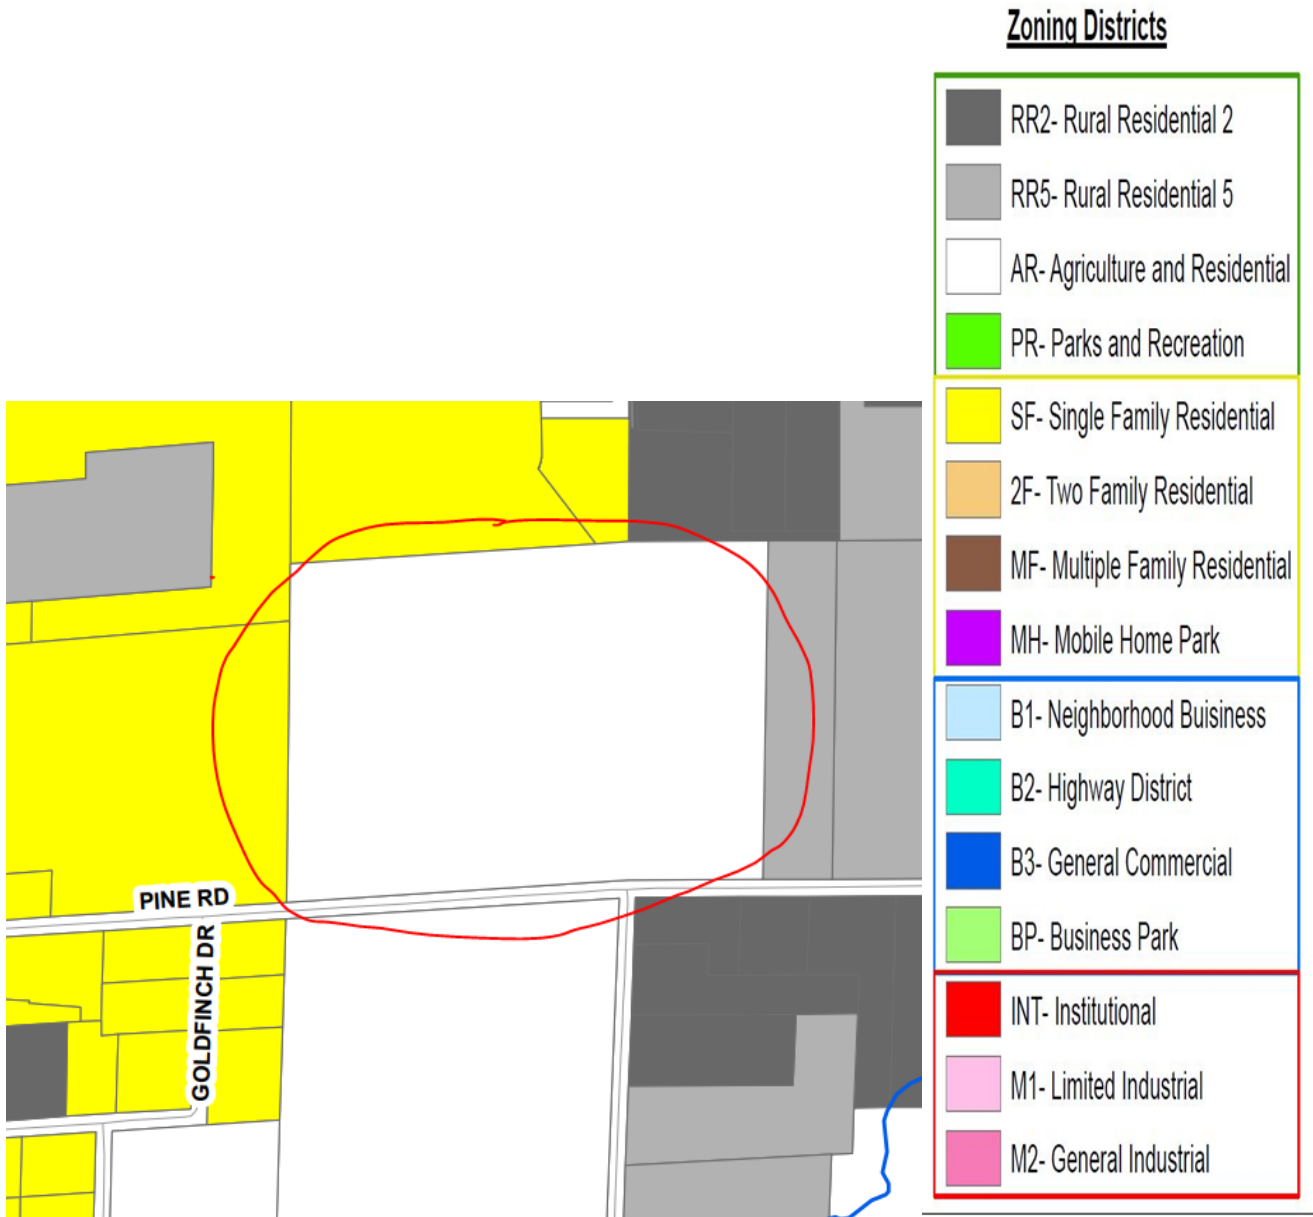 Zoning Districts
RR2- Rural Residential 2
RR5- Rural Residential 5
AR- Agriculture and Residential
PR- Parks and Recreation
SF- Single Family Residential
2F- Two Family Residential
MF- Multiple Family Residential
MH- Mobile Home Park
B1- Neighborhood Buisiness
B2- Highway District
B3- General Commercial
BP- Business Park
INT- Institutional
M1- Limited Industrial
M2- General Industrial
PINE RD
GOLDFINCH DR